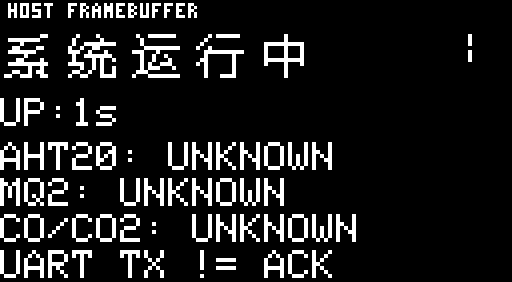 HOST FRAMEBUFFER
系统运行中 ¦
UP:1s
AHT20: UNKNOWN
MQ2: UNKNOWN
CO/CO2: UNKNOWN
UART TX != ACK